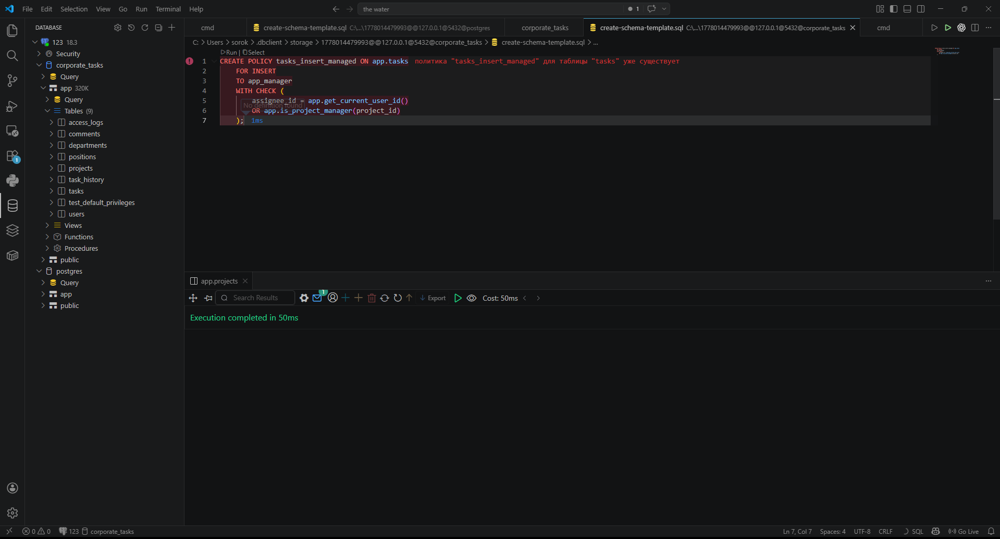 File Edit Selection View Go Run Terminal Help
the water
1
DATABASE
cmd
create-schema-template.sql C:\...\1778014479993@@127.0.0.1@5432@postgres
corporate_tasks
create-schema-template.sql C:\...\1778014479993@@127.0.0.1@5432@corporate_tasks
cmd
C: > Users > sorok > .dbclient > storage > 1778014479993@@127.0.0.1@5432@corporate_tasks > create-schema-template.sql > ...
123 18.3
Security
corporate_tasks
Query
app 320K
Query
Tables (9)
access_logs
comments
departments
positions
projects
task_history
tasks
test_default_privileges
users
Views
Functions
Procedures
public
postgres
Query
app
public
1
Run | Select
1 CREATE POLICY tasks_insert_managed ON app.tasks политика "tasks_insert_managed" для таблицы "tasks" уже существует
2 FOR INSERT
3 TO app_manager
4 WITH CHECK (
5 assignee_id = app.get_current_user_id()
No definition found
6 OR app.is_project_manager(project_id)
7 ); 1ms
app.projects
Search Results
1
Export
Cost: 50ms
Execution completed in 50ms
0 0 123 corporate_tasks
Ln 7, Col 7 Spaces: 4 UTF-8 CRLF SQL Go Live